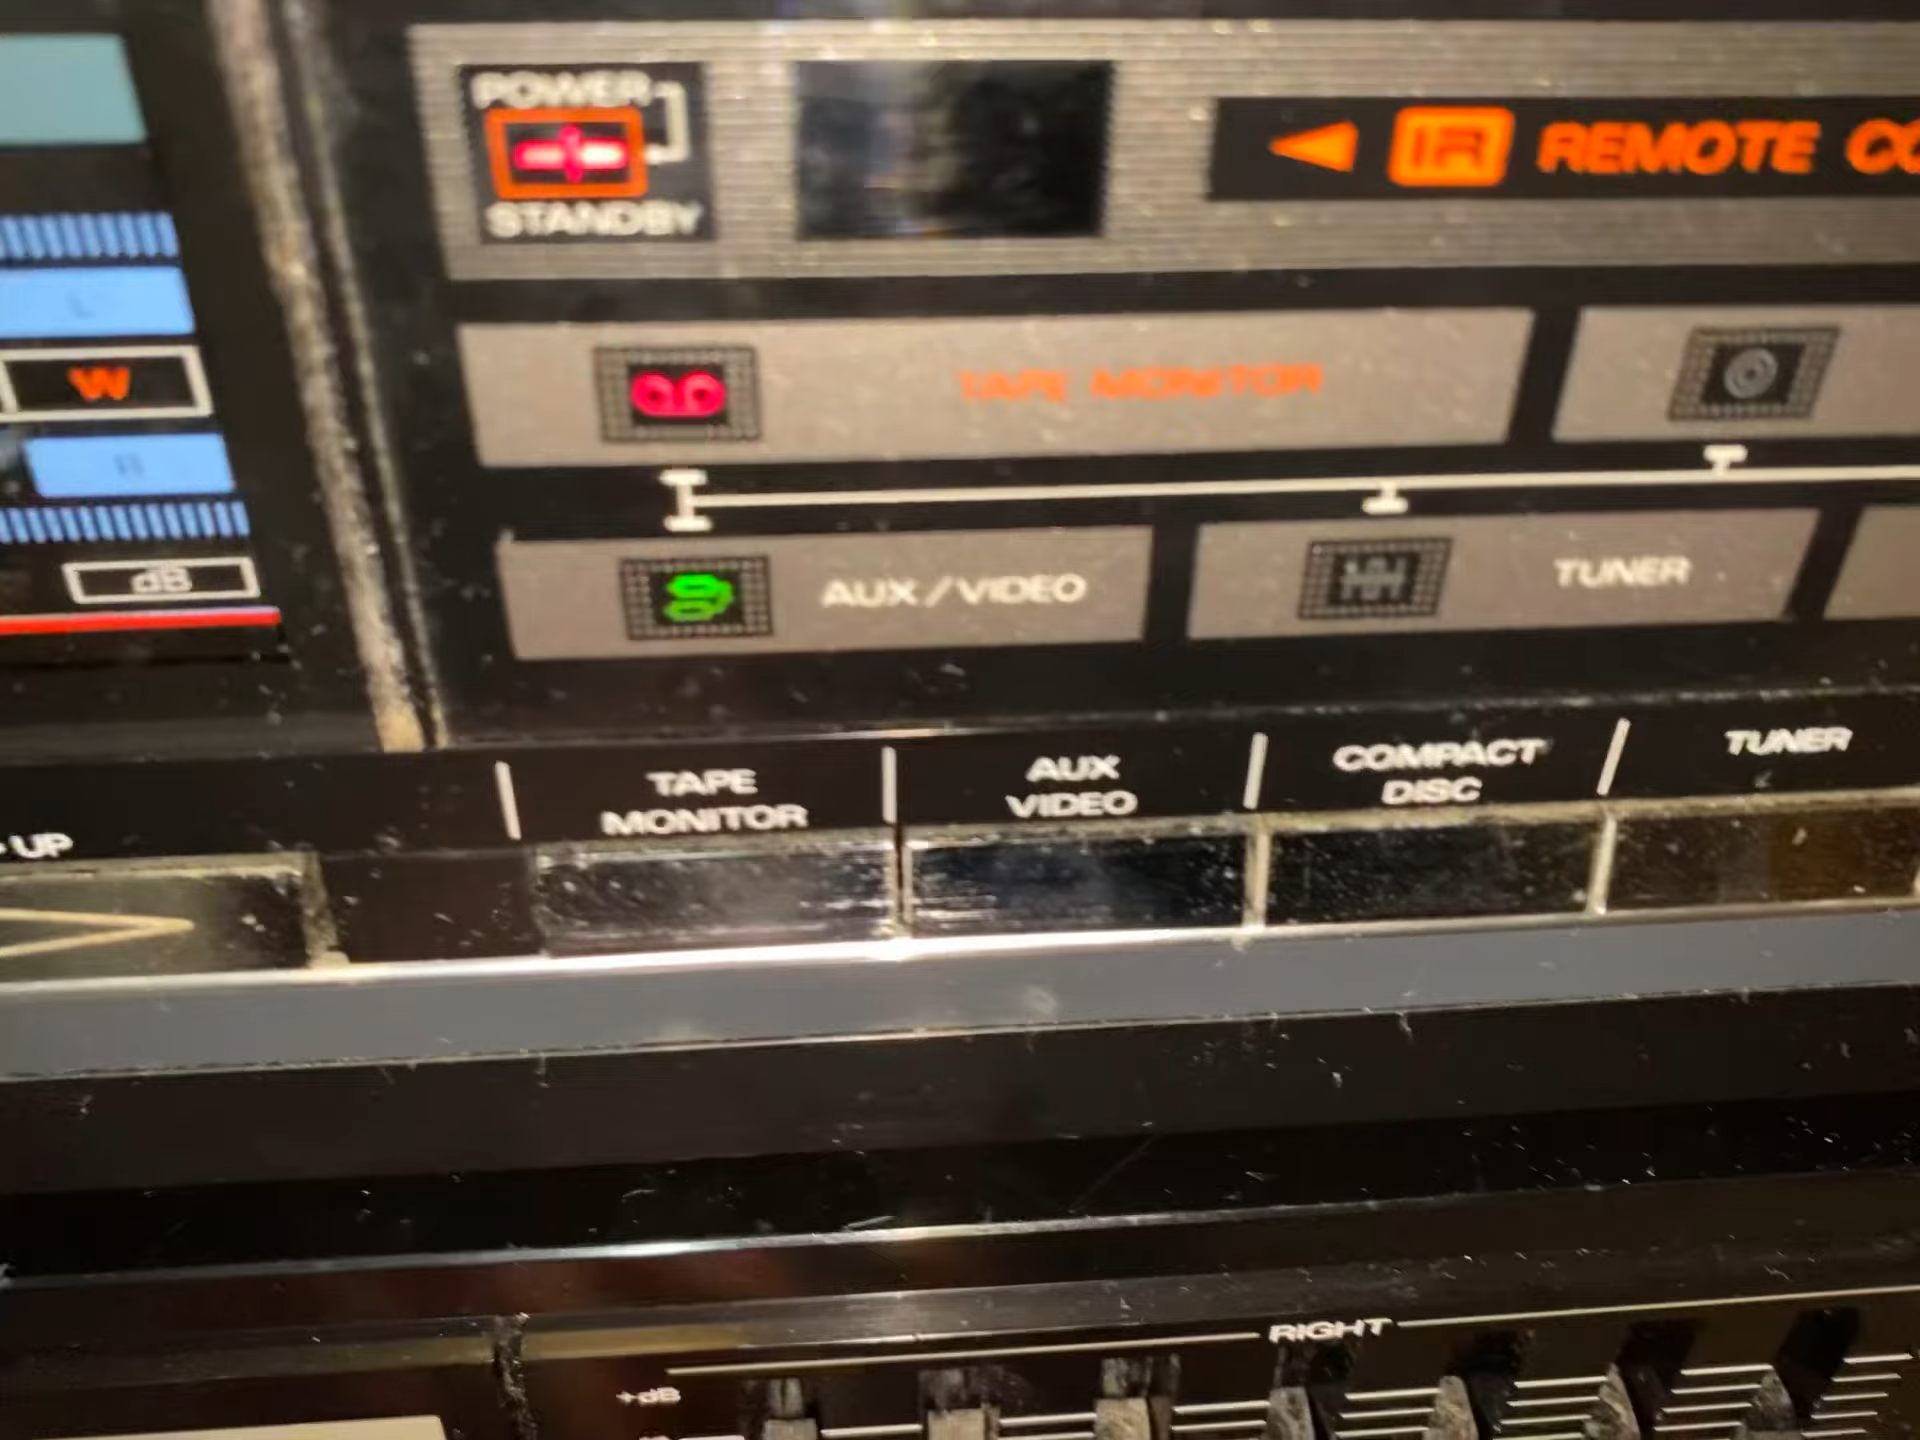 POWER
STANDBY
IR REMOTE CO
L
W
TAPE MONITOR
R
dB
AUX/VIDEO
TUNER
TAPE
MONITOR
AUX
VIDEO
COMPACT
DISC
TUNER
UP
RIGHT
+dB